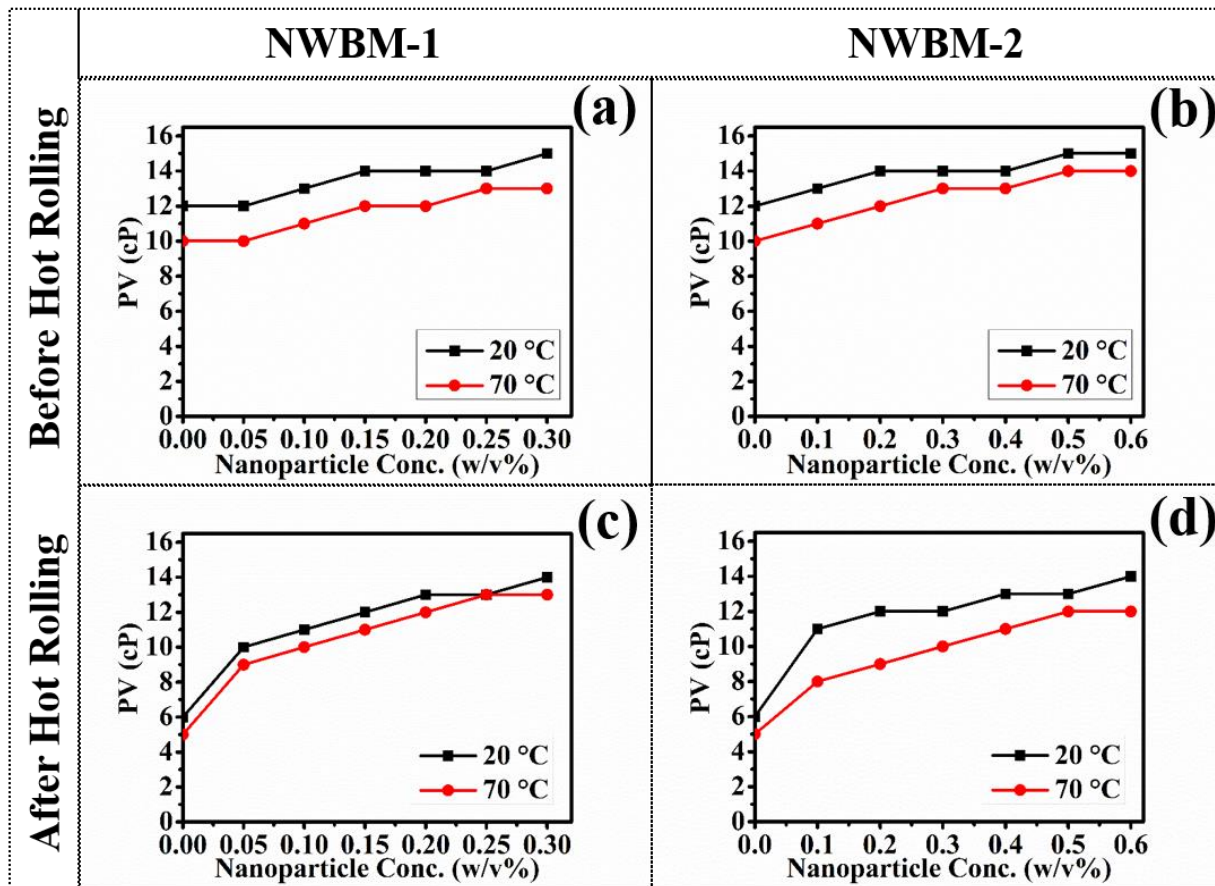 NWBM-1
NWBM-2
Before Hot Rolling
(a)
PV (cP)
16
14
12
10
8
6
4
2
0
20 °C
70 °C
0.00 0.05 0.10 0.15 0.20 0.25 0.30
Nanoparticle Conc. (w/v%)
(b)
PV (cP)
16
14
12
10
8
6
4
2
0
20 °C
70 °C
0.0 0.1 0.2 0.3 0.4 0.5 0.6
Nanoparticle Conc. (w/v%)
After Hot Rolling
(c)
PV (cP)
16
14
12
10
8
6
4
2
0
20 °C
70 °C
0.00 0.05 0.10 0.15 0.20 0.25 0.30
Nanoparticle Conc. (w/v%)
(d)
PV (cP)
16
14
12
10
8
6
4
2
0
20 °C
70 °C
0.0 0.1 0.2 0.3 0.4 0.5 0.6
Nanoparticle Conc. (w/v%)